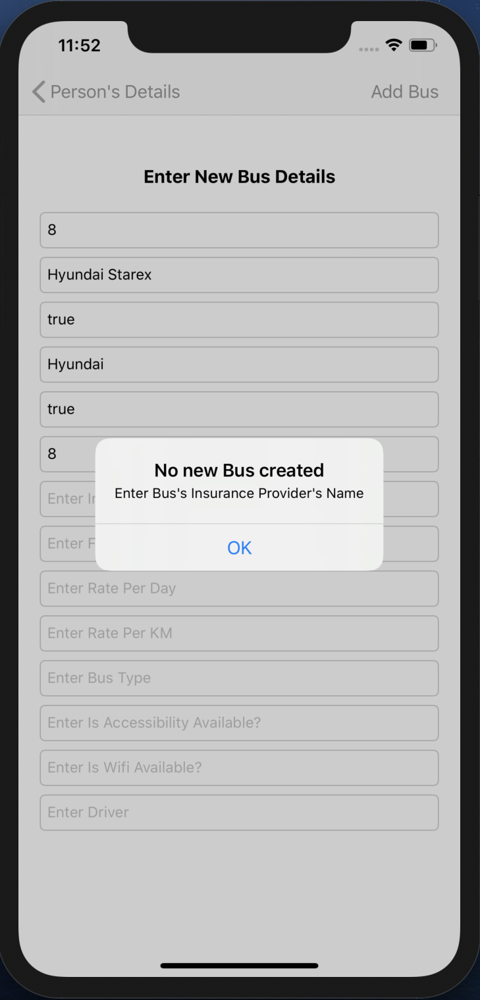 11:52
Person's Details
Add Bus
Enter New Bus Details
8
Hyundai Starex
true
Hyundai
true
8
No new Bus created
Enter Bus's Insurance Provider's Name
Enter
OK
Enter
Enter Rate Per Day
Enter Rate Per KM
Enter Bus Type
Enter Is Accessibility Available?
Enter Is Wifi Available?
Enter Driver